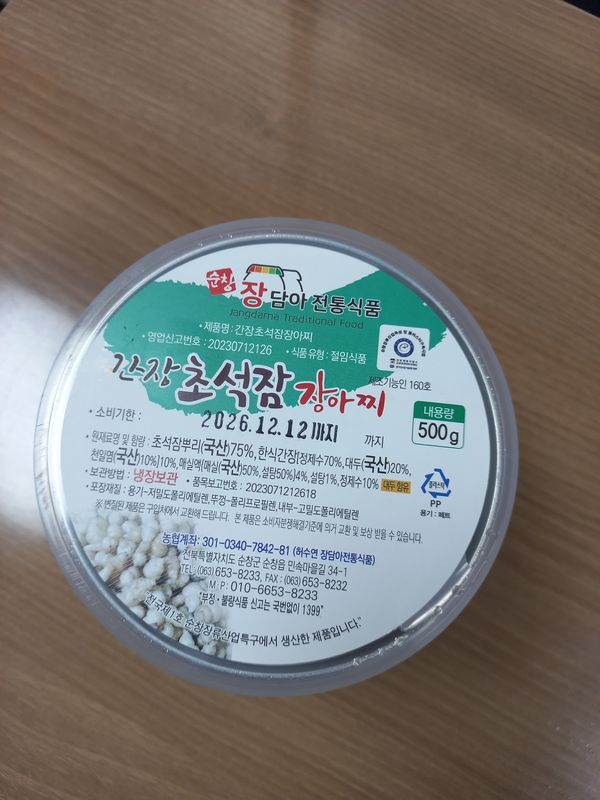 순창 장담아 전통식품
Jangdama Traditional Food
• 제품명 : 간장초석잠장아찌
• 영업신고번호 : 20230712126 • 식품유형 : 절임식품
제조기능인 160호
간장 초석잠 장아찌
• 소비기한 : 2026.12.12까지 까지
내용량
500g
• 원재료명 및 함량 : 초석잠뿌리(국산)75%, 한식간장[정제수70%, 대두(국산)20%,
천일염(국산)10%]10%, 매실액(매실(국산)50%, 설탕50%)4%, 설탕1%, 정제수10% 대두 함유
• 보관방법 : 냉장보관 • 품목보고번호 : 2023071212618
• 포장재질 : 용기-저밀도폴리에틸렌, 뚜껑-폴리프로필렌, 내부-고밀도폴리에틸렌
※ 변질된 제품은 구입처에서 교환해 드립니다. 본 제품은 소비자분쟁해결기준에 의거 교환 및 보상 받을 수 있습니다.
플라스틱
PP
용기 : 페트
농협계좌: 301-0340-7842-81 (허수연 장담아전통식품)
전북특별자치도 순창군 순창읍 민속마을길 34-1
TEL : (063) 653-8233, FAX : (063) 653-8232
M · P : 010-6653-8233
"부정 · 불량식품 신고는 국번없이 1399"
"전국제1호 순창장류산업특구에서 생산한 제품입니다."